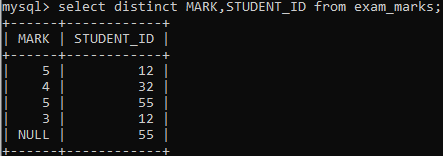 mysql> select distinct MARK,STUDENT_ID from exam_marks;
+------+------------+
| MARK | STUDENT_ID |
+------+------------+
|    5 |         12 |
|    4 |         32 |
|    5 |         55 |
|    3 |         12 |
| NULL |         55 |
+------+------------+